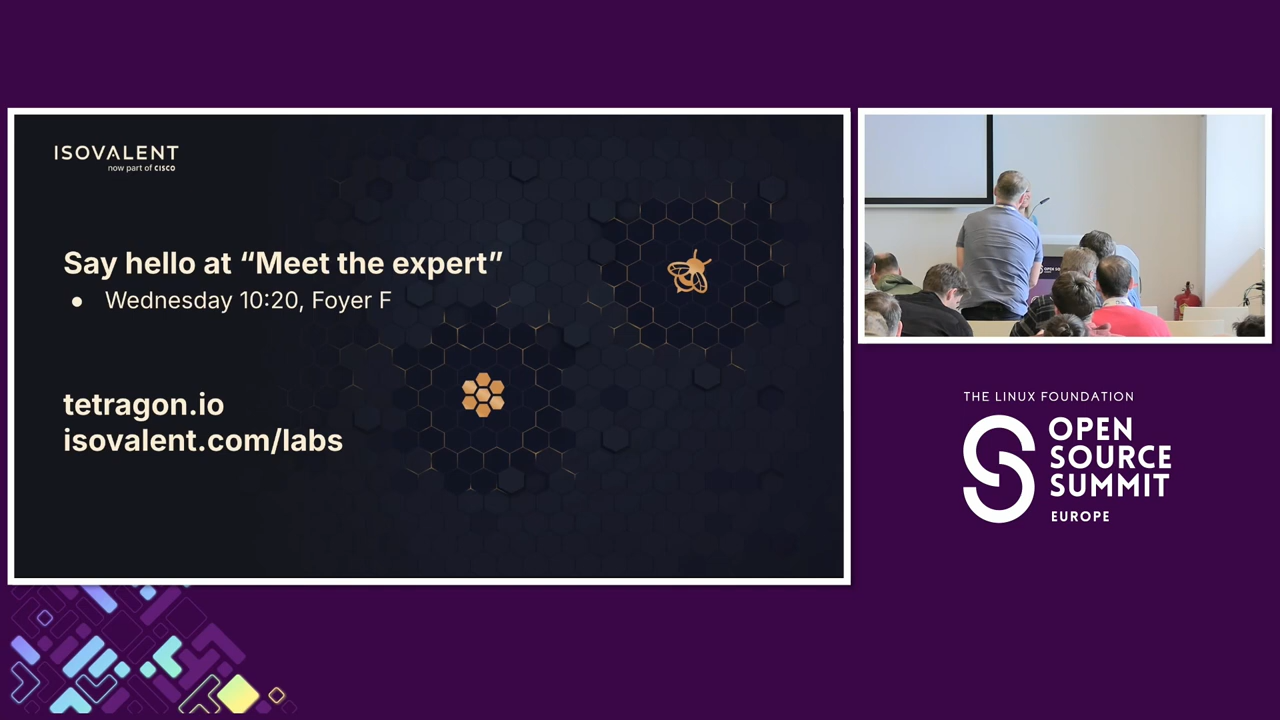 ISOVALENT
now part of CISCO
Say hello at “Meet the expert”
● Wednesday 10:20, Foyer F
tetragon.io
isovalent.com/labs
THE LINUX FOUNDATION
OPEN
SOURCE
SUMMIT
EUROPE